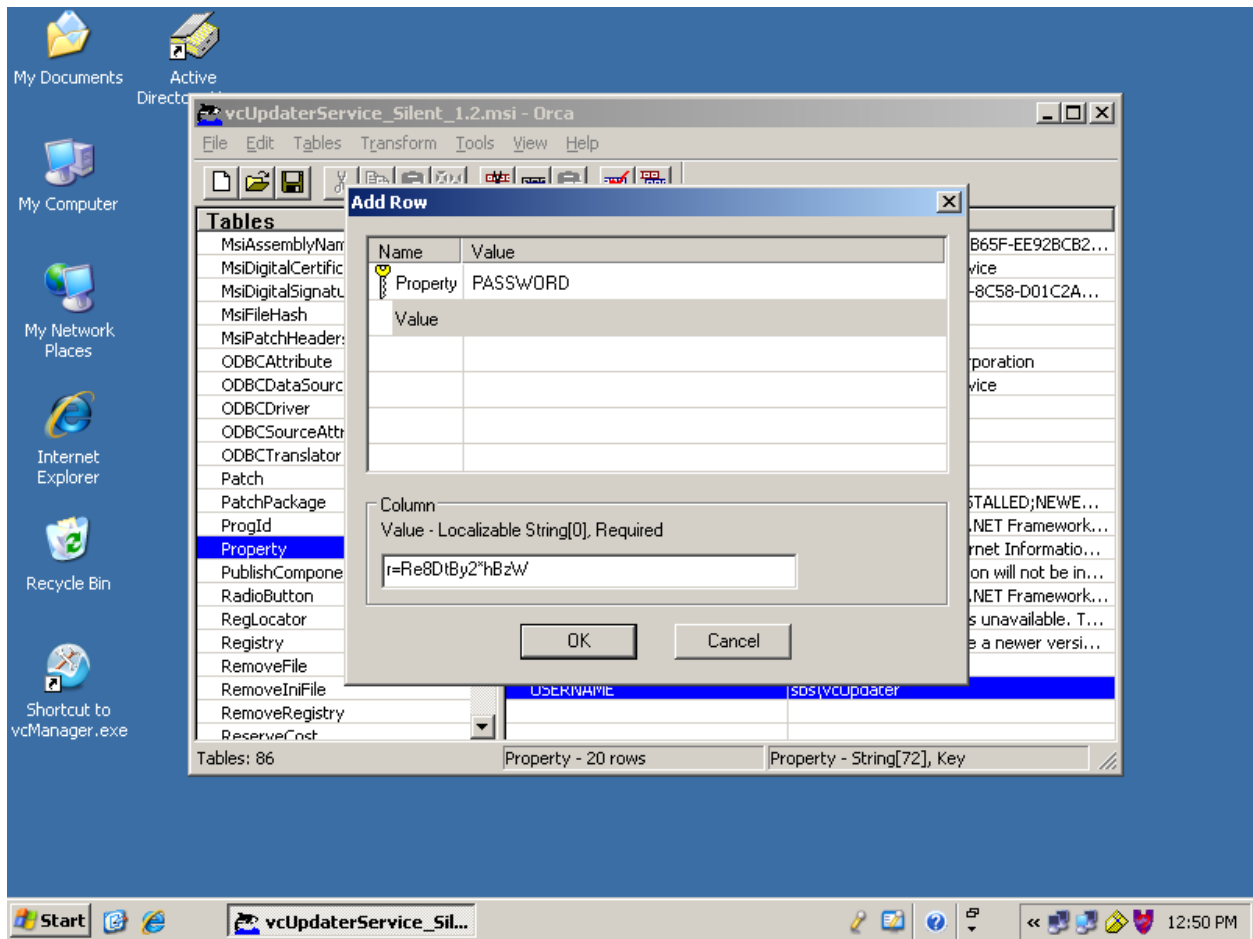 My Documents
Active
Directo
vcUpdaterService_Silent_1.2.msi - Orca
File Edit Tables Transform Tools View Help
My Computer
Add Row
Tables
MsiAssemblyNam
B65F-EE92BCB2...
Name Value
MsiDigitalCertific
vice
Property PASSWORD
MsiDigitalSignatu
-8C58-D01C2A...
MsiFileHash
Value
My Network
Places
MsiPatchHeader
ODBCAttribute
rporation
ODBCDataSourc
vice
ODBCDriver
ODBCSourceAttr
Internet
Explorer
ODBCTranslator
Patch
PatchPackage
STALLED;NEWE...
Column
ProgId
.NET Framework...
Value - Localizable String[0], Required
Property
rnet Informatio...
r=Re8DtBy2*hBzW
PublishCompone
on will not be in...
Recycle Bin
RadioButton
.NET Framework...
RegLocator
s unavailable. T...
Registry
e a newer versi...
OK Cancel
RemoveFile
RemoveIniFile
USERNAME sbs\vcUpdater
Shortcut to
vcManager.exe
RemoveRegistry
ReserveCost
Tables: 86 Property - 20 rows Property - String[72], Key
Start vcUpdaterService_Sil... « 12:50 PM